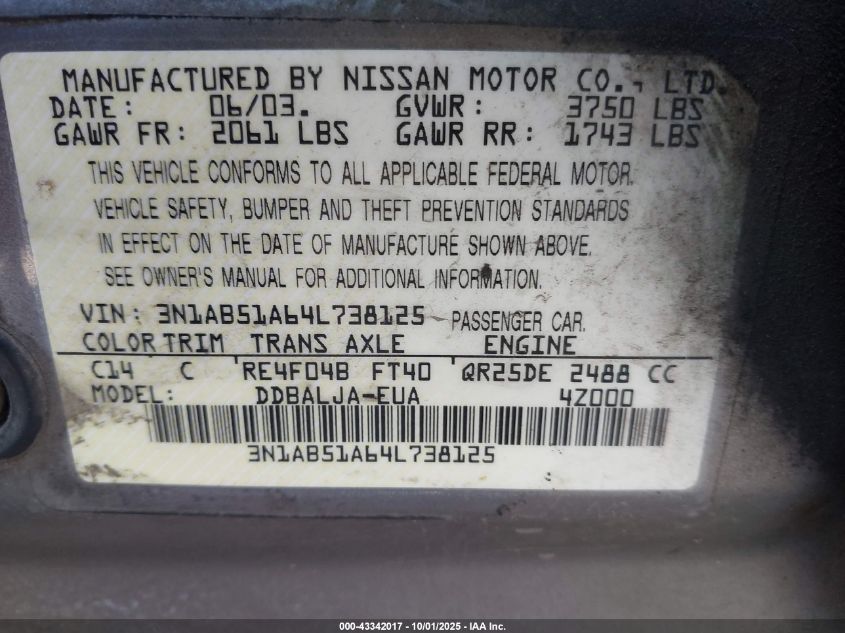 MANUFACTURED BY NISSAN MOTOR CO., LTD.
DATE: 06/03. GVWR: 3750 LBS
GAWR FR: 2061 LBS GAWR RR: 1743 LBS
THIS VEHICLE CONFORMS TO ALL APPLICABLE FEDERAL MOTOR
VEHICLE SAFETY, BUMPER AND THEFT PREVENTION STANDARDS
IN EFFECT ON THE DATE OF MANUFACTURE SHOWN ABOVE.
SEE OWNER'S MANUAL FOR ADDITIONAL INFORMATION.
VIN: 3N1AB51A64L738125 PASSENGER CAR.
COLOR TRIM TRANS AXLE ENGINE
C14 C RE4F04B FT40 QR25DE 2488 CC
MODEL: DDBALJA-EUA 4Z000
3N1AB51A64L738125
000-43342017 - 10/01/2025 - IAA Inc.